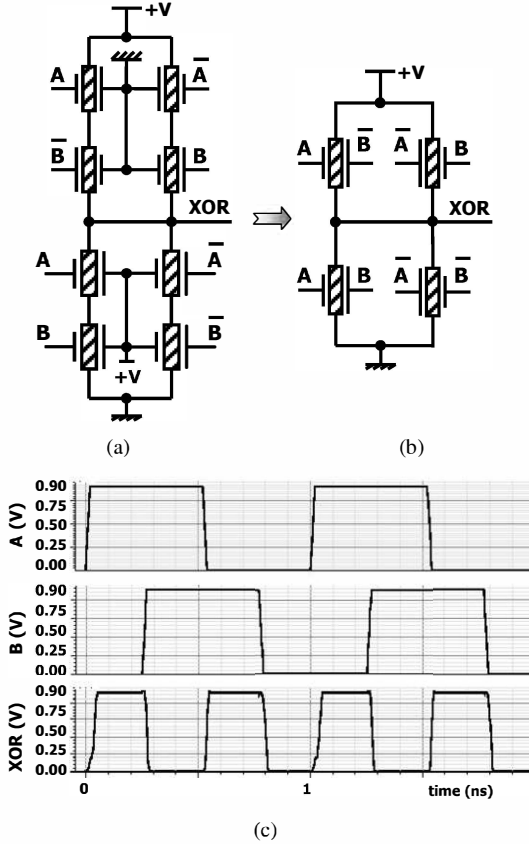 +V
A
A̅
B̅
B
XOR
A
A̅
B
B̅
+V
(a)
+V
A
B̅
A̅
B
XOR
A
B
A̅
B̅
(b)
A (V)
0.90
0.75
0.50
0.25
0.00
B (V)
0.90
0.75
0.50
0.25
0.00
XOR (V)
0.90
0.75
0.50
0.25
0.00
0
1
time (ns)
(c)